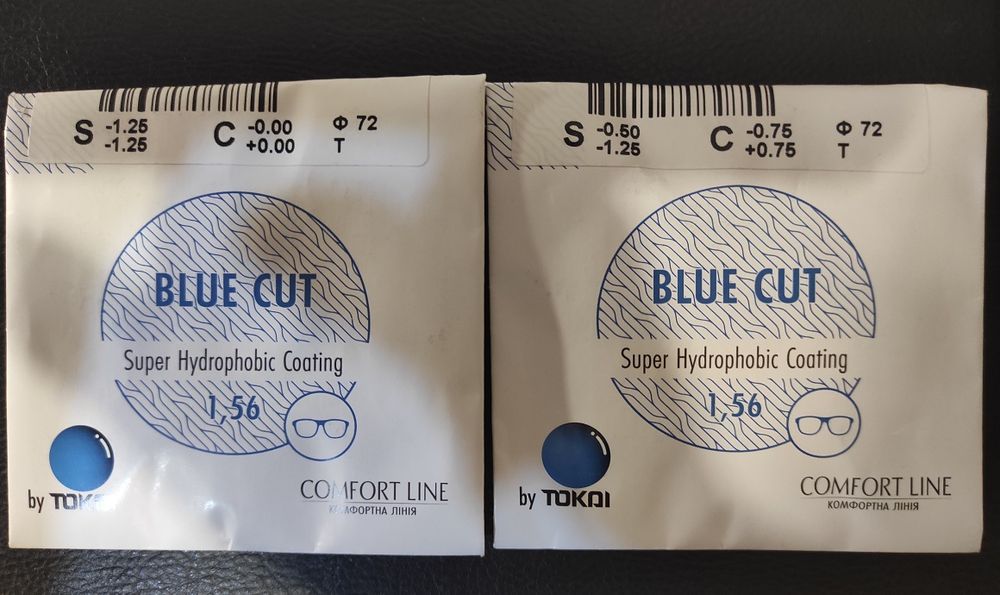 S -1.25 C -0.00 Ф 72
-1.25 +0.00 T
BLUE CUT
Super Hydrophobic Coating
1,56
by TOKAI
COMFORT LINE
КОМФОРТНА ЛІНІЯ
S -0.50 C -0.75 Ф 72
-1.25 +0.75 T
BLUE CUT
Super Hydrophobic Coating
1,56
by TOKAI
COMFORT LINE
КОМФОРТНА ЛІНІЯ